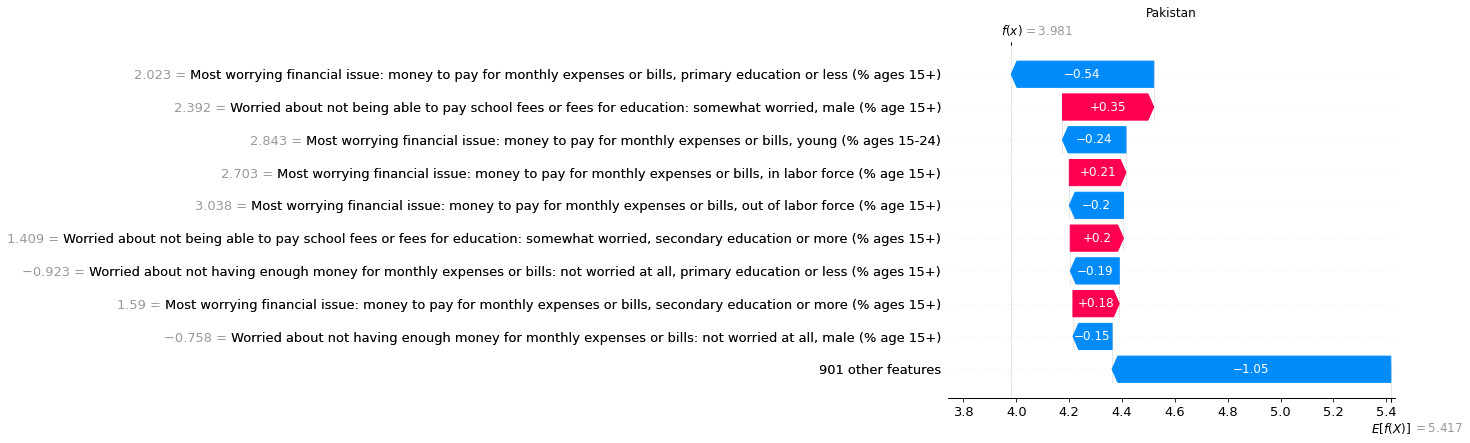 Pakistan
f(x) = 3.981
2.023 = Most worrying financial issue: money to pay for monthly expenses or bills, primary education or less (% ages 15+) −0.54
2.392 = Worried about not being able to pay school fees or fees for education: somewhat worried, male (% age 15+) +0.35
2.843 = Most worrying financial issue: money to pay for monthly expenses or bills, young (% ages 15-24) −0.24
2.703 = Most worrying financial issue: money to pay for monthly expenses or bills, in labor force (% age 15+) +0.21
3.038 = Most worrying financial issue: money to pay for monthly expenses or bills, out of labor force (% ages 15+) −0.2
1.409 = Worried about not being able to pay school fees or fees for education: somewhat worried, secondary education or more (% ages 15+) +0.2
−0.923 = Worried about not having enough money for monthly expenses or bills: not worried at all, primary education or less (% ages 15+) −0.19
1.59 = Most worrying financial issue: money to pay for monthly expenses or bills, secondary education or more (% ages 15+) +0.18
−0.758 = Worried about not having enough money for monthly expenses or bills: not worried at all, male (% age 15+) −0.15
901 other features −1.05
3.8 4.0 4.2 4.4 4.6 4.8 5.0 5.2 5.4
E[f(X)] = 5.417